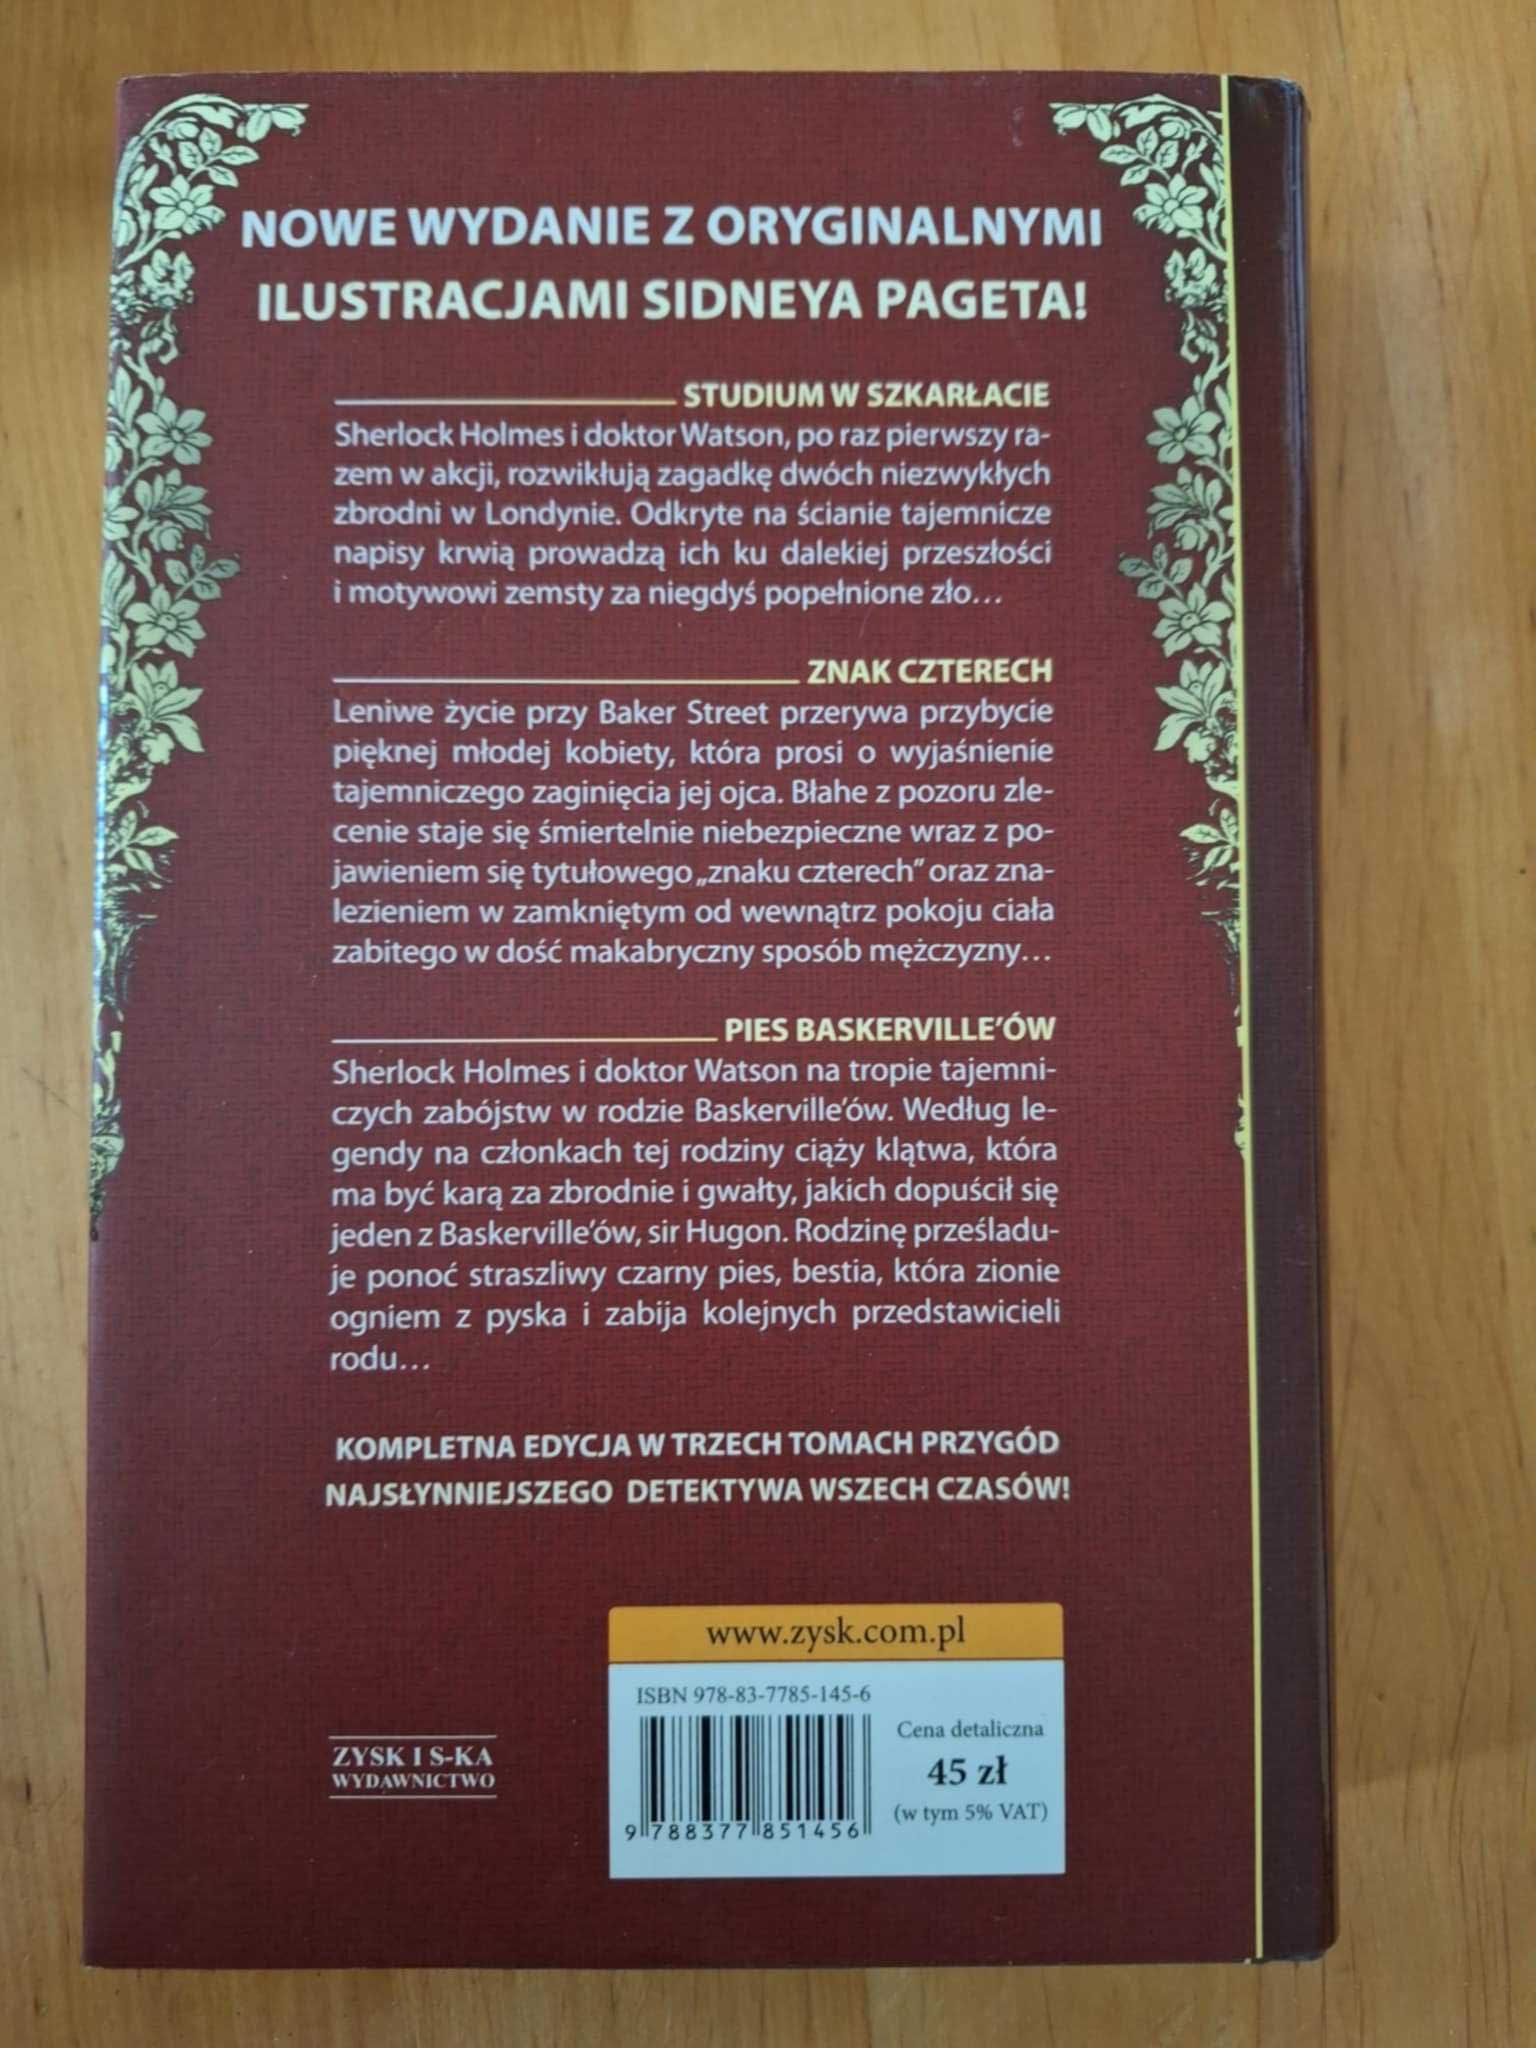 NOWE WYDANIE Z ORYGINALNYMI
ILUSTRACJAMI SIDNEYA PAGETA!
STUDIUM W SZKARŁACIE
Sherlock Holmes i doktor Watson, po raz pierwszy ra-
zem w akcji, rozwikłują zagadkę dwóch niezwykłych
zbrodni w Londynie. Odkryte na ścianie tajemnicze
napisy krwią prowadzą ich ku dalekiej przeszłości
i motywowi zemsty za niegdyś popełnione zło...
ZNAK CZTERECH
Leniwe życie przy Baker Street przerywa przybycie
pięknej młodej kobiety, która prosi o wyjaśnienie
tajemniczego zaginięcia jej ojca. Błahe z pozoru zle-
cenie staje się śmiertelnie niebezpieczne wraz z po-
jawieniem się tytułowego „znaku czterech” oraz zna-
lezieniem w zamkniętym od wewnątrz pokoju ciała
zabitego w dość makabryczny sposób mężczyzny...
PIES BASKERVILLE’ÓW
Sherlock Holmes i doktor Watson na tropie tajemni-
czych zabójstw w rodzie Baskerville’ów. Według le-
gendy na członkach tej rodziny ciąży klątwa, która
ma być karą za zbrodnie i gwałty, jakich dopuścił się
jeden z Baskerville’ów, sir Hugon. Rodzinę prześladu-
je ponoć straszliwy czarny pies, bestia, która zionie
ogniem z pyska i zabija kolejnych przedstawicieli
rodu...
KOMPLETNA EDYCJA W TRZECH TOMACH PRZYGÓD
NAJSŁYNNIEJSZEGO DETEKTYWA WSZECH CZASÓW!
www.zysk.com.pl
ISBN 978-83-7785-145-6
Cena detaliczna
45 zł
(w tym 5% VAT)
9 788377 851456
ZYSK I S-KA
WYDAWNICTWO